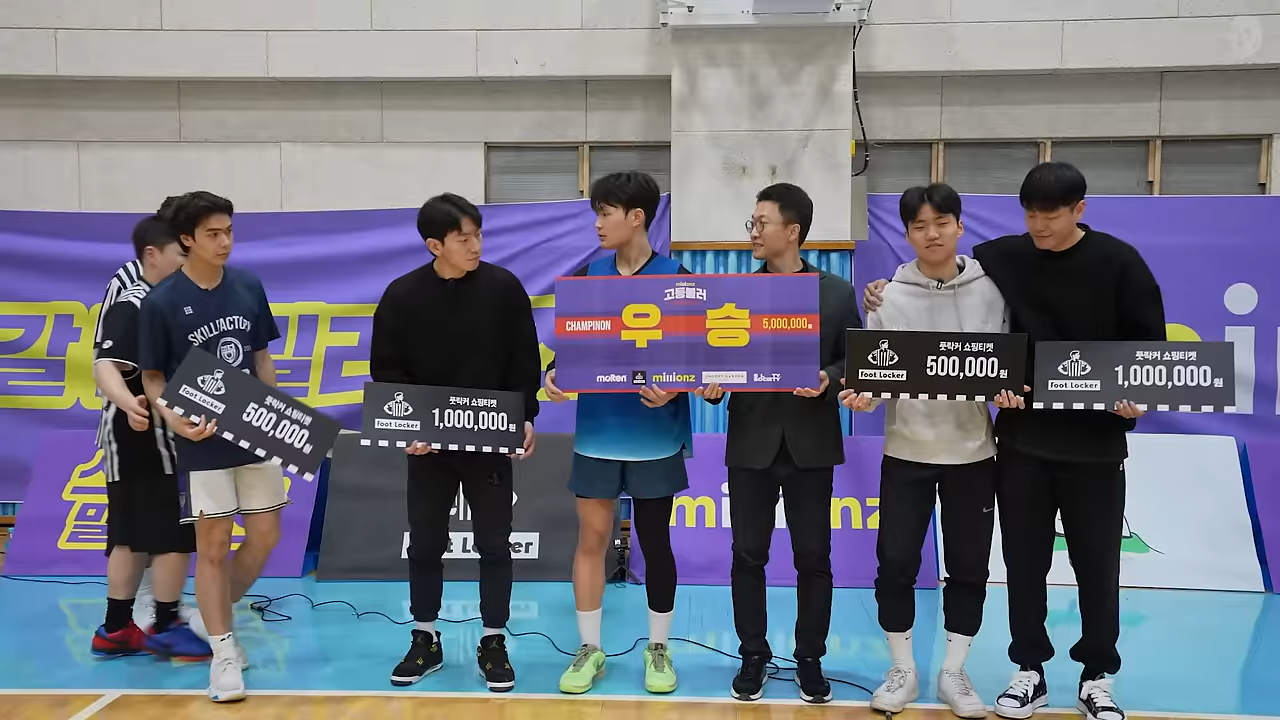 SKILLFACTORY
풋락커 쇼핑티켓
Foot Locker
500,000원
풋락커 쇼핑티켓
Foot Locker
1,000,000원
millionz
고등볼러
CHAMPINON
우승
5,000,000원
molten
millionz
풋락커 쇼핑티켓
Foot Locker
500,000원
풋락커 쇼핑티켓
Foot Locker
1,000,000원
millionz